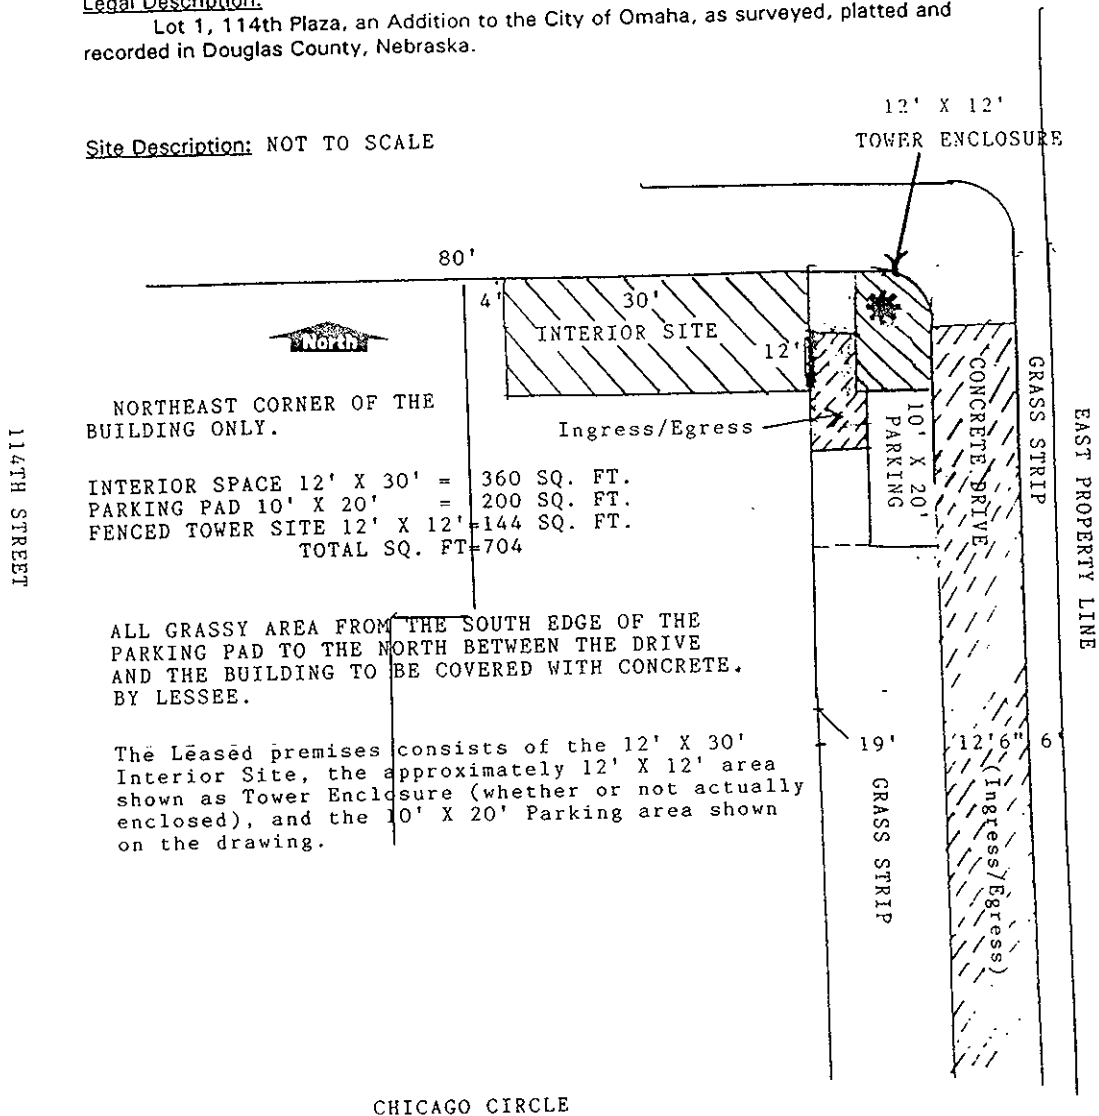 Legal Description:
Lot 1, 114th Plaza, an Addition to the City of Omaha, as surveyed, platted and
recorded in Douglas County, Nebraska.
12' X 12'
TOWER ENCLOSURE
Site Description: NOT TO SCALE
80'
4'
30'
INTERIOR SITE
12'
North
NORTHEAST CORNER OF THE
BUILDING ONLY.
Ingress/Egress
10' X 20'
PARKING
CONCRETE DRIVE
GRASS STRIP
EAST PROPERTY LINE
114TH STREET
INTERIOR SPACE 12' X 30' = 360 SQ. FT.
PARKING PAD 10' X 20' = 200 SQ. FT.
FENCED TOWER SITE 12' X 12'=144 SQ. FT.
TOTAL SQ. FT=704
ALL GRASSY AREA FROM THE SOUTH EDGE OF THE
PARKING PAD TO THE NORTH BETWEEN THE DRIVE
AND THE BUILDING TO BE COVERED WITH CONCRETE.
BY LESSEE.
The Leased premises consists of the 12' X 30'
Interior Site, the approximately 12' X 12' area
shown as Tower Enclosure (whether or not actually
enclosed), and the 10' X 20' Parking area shown
on the drawing.
19'
12'6"
6'
GRASS STRIP
(Ingress/Egress)
CHICAGO CIRCLE